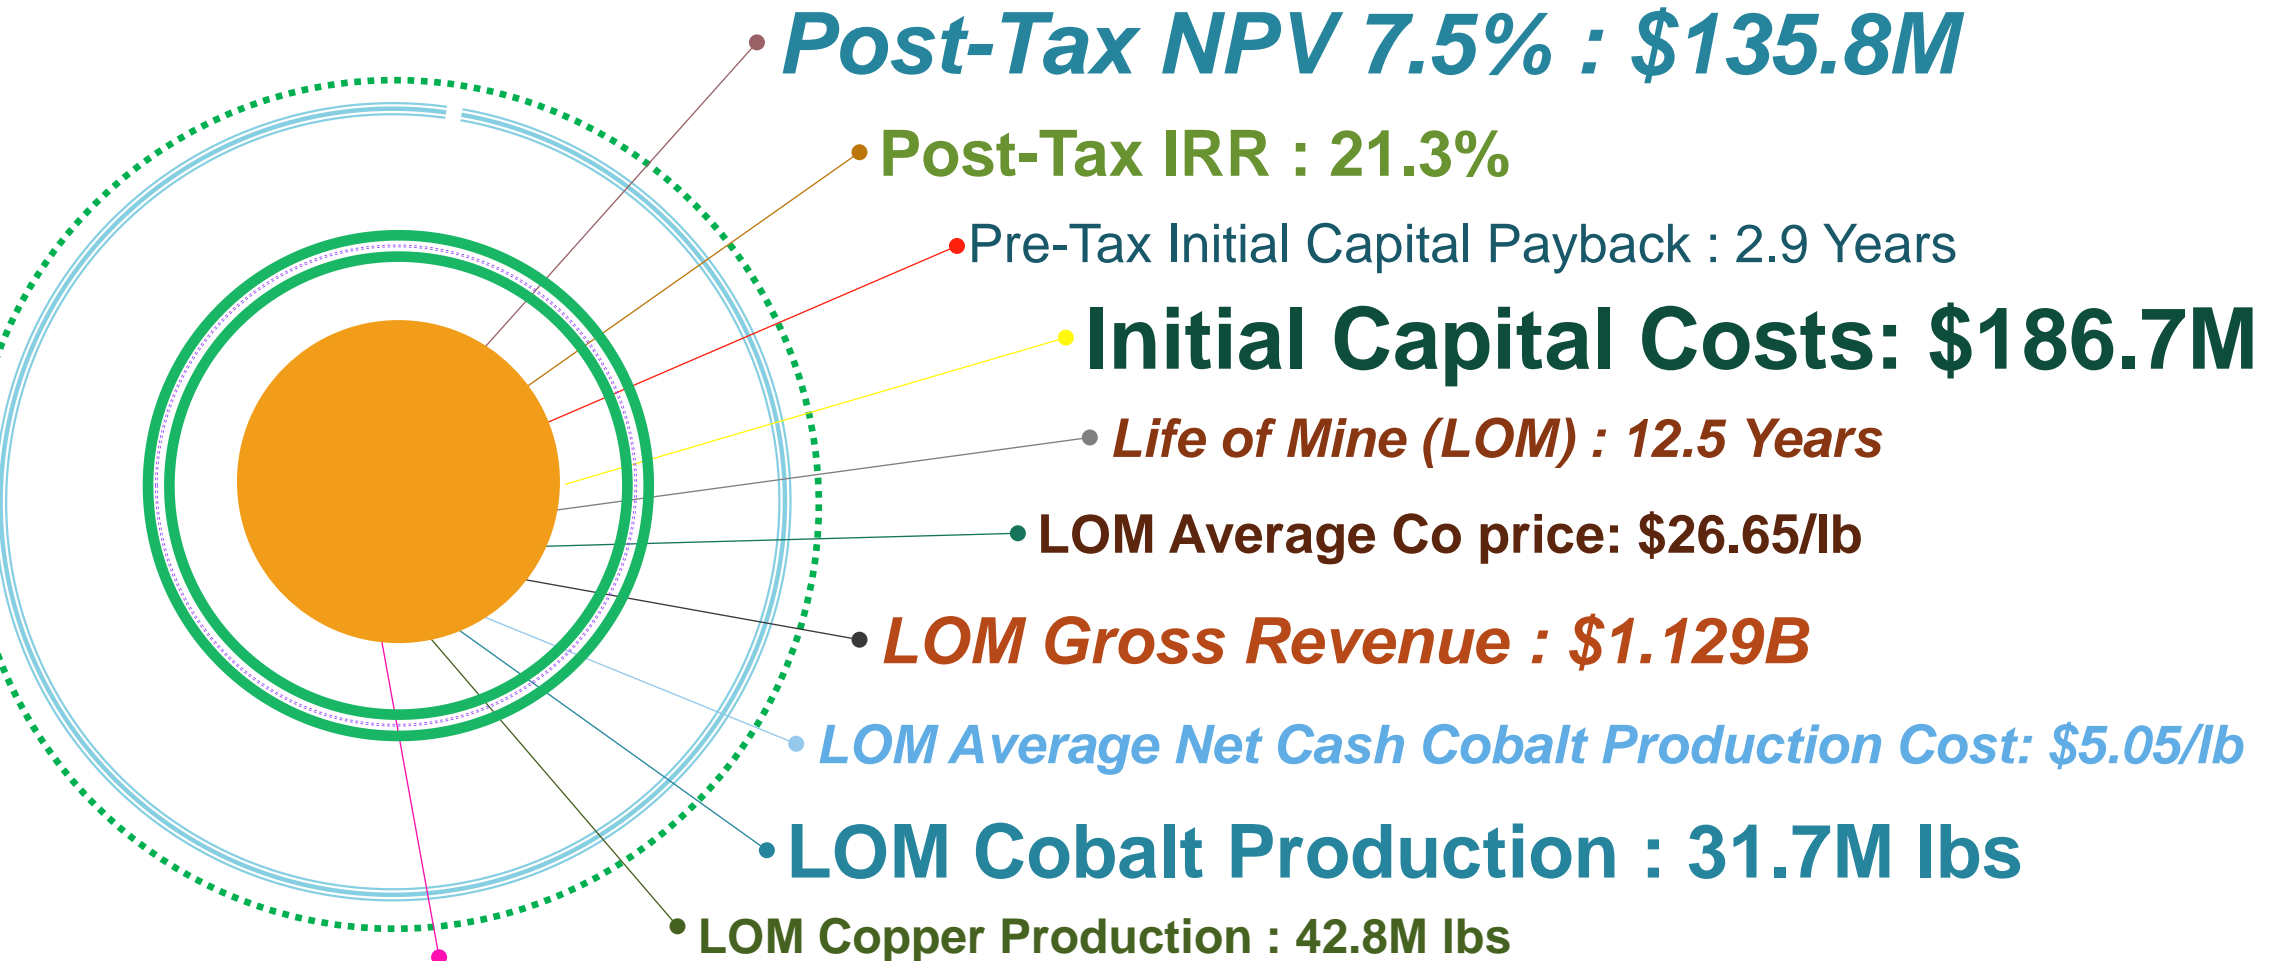 Post-Tax NPV 7.5% : $135.8M
Post-Tax IRR : 21.3%
Pre-Tax Initial Capital Payback : 2.9 Years
Initial Capital Costs: $186.7M
Life of Mine (LOM) : 12.5 Years
LOM Average Co price: $26.65/lb
LOM Gross Revenue : $1.129B
LOM Average Net Cash Cobalt Production Cost: $5.05/lb
LOM Cobalt Production : 31.7M lbs
LOM Copper Production : 42.8M lbs